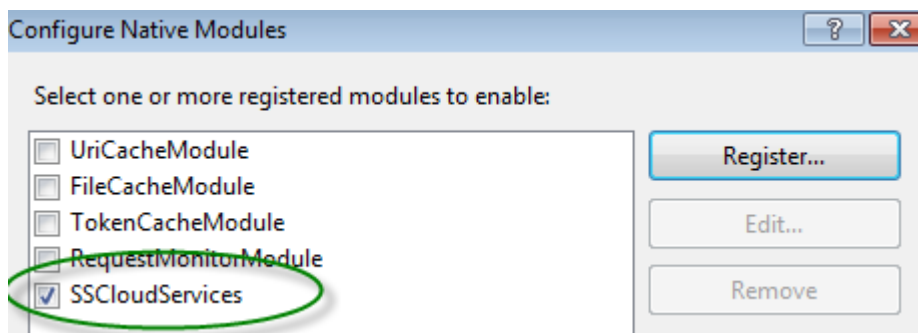 Configure Native Modules
Select one or more registered modules to enable:
UriCacheModule
Register...
FileCacheModule
TokenCacheModule
Edit...
RequestMonitorModule
SSCloudServices
Remove